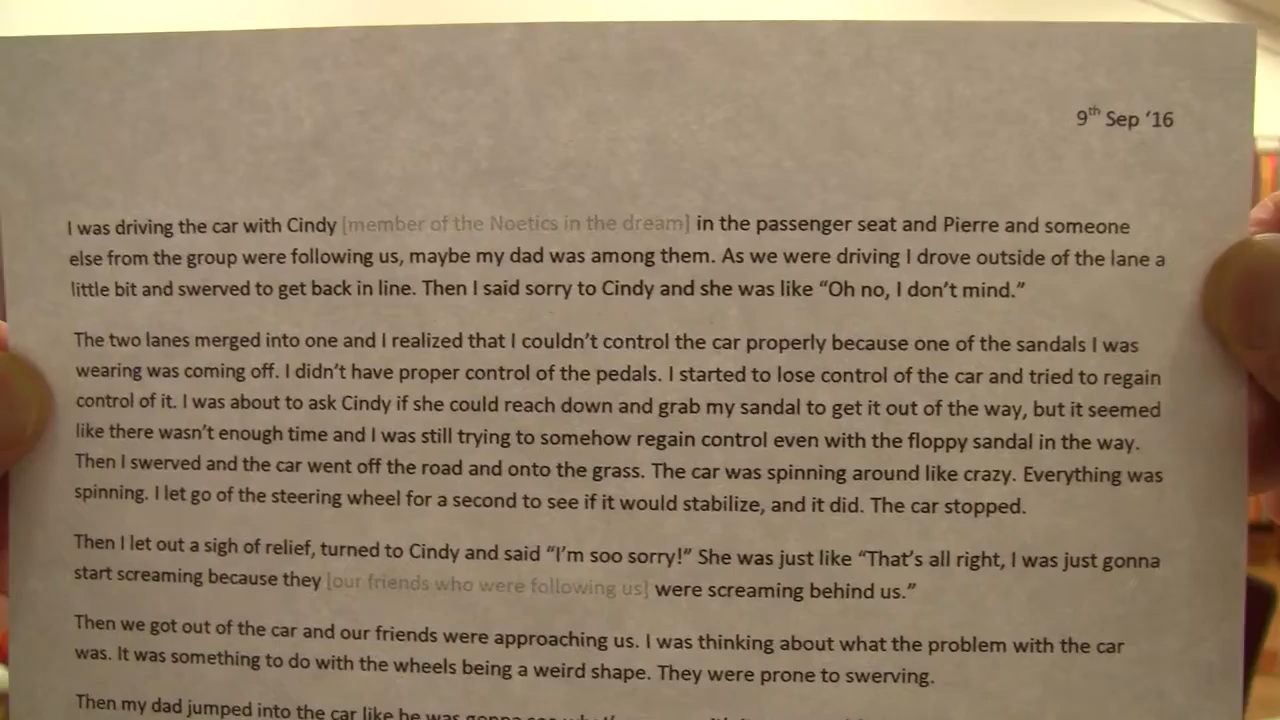 9th Sep '16
I was driving the car with Cindy [member of the Noetics in the dream] in the passenger seat and Pierre and someone
else from the group were following us, maybe my dad was among them. As we were driving I drove outside of the lane a
little bit and swerved to get back in line. Then I said sorry to Cindy and she was like “Oh no, I don’t mind.”
The two lanes merged into one and I realized that I couldn’t control the car properly because one of the sandals I was
wearing was coming off. I didn’t have proper control of the pedals. I started to lose control of the car and tried to regain
control of it. I was about to ask Cindy if she could reach down and grab my sandal to get it out of the way, but it seemed
like there wasn’t enough time and I was still trying to somehow regain control even with the floppy sandal in the way.
Then I swerved and the car went off the road and onto the grass. The car was spinning around like crazy. Everything was
spinning. I let go of the steering wheel for a second to see if it would stabilize, and it did. The car stopped.
Then I let out a sigh of relief, turned to Cindy and said “I’m soo sorry!” She was just like “That’s all right, I was just gonna
start screaming because they [our friends who were following us] were screaming behind us.”
Then we got out of the car and our friends were approaching us. I was thinking about what the problem with the car
was. It was something to do with the wheels being a weird shape. They were prone to swerving.
Then my dad jumped into the car like he was gonna see